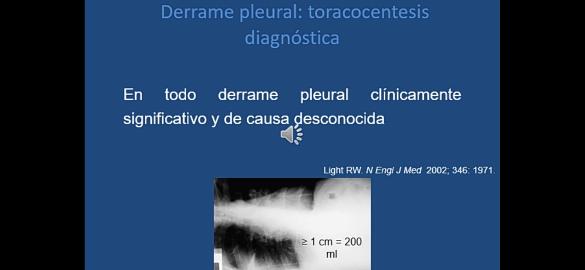 Derrame pleural: toracocentesis
diagnóstica
En todo derrame pleural clínicamente
significativo y de causa desconocida
Light RW. N Engl J Med 2002; 346: 1971.
≥ 1 cm = 200
ml